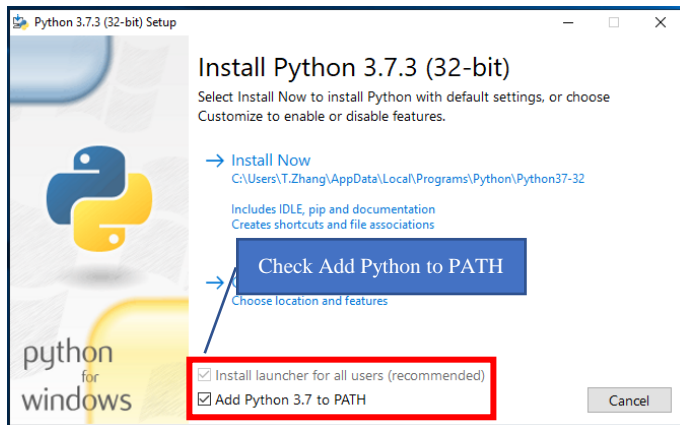 Python 3.7.3 (32-bit) Setup
Install Python 3.7.3 (32-bit)
Select Install Now to install Python with default settings, or choose
Customize to enable or disable features.
Install Now
C:\Users\T.Zhang\AppData\Local\Programs\Python\Python37-32
Includes IDLE, pip and documentation
Creates shortcuts and file associations
Check Add Python to PATH
Choose location and features
python
for
windows
Install launcher for all users (recommended)
Add Python 3.7 to PATH
Cancel